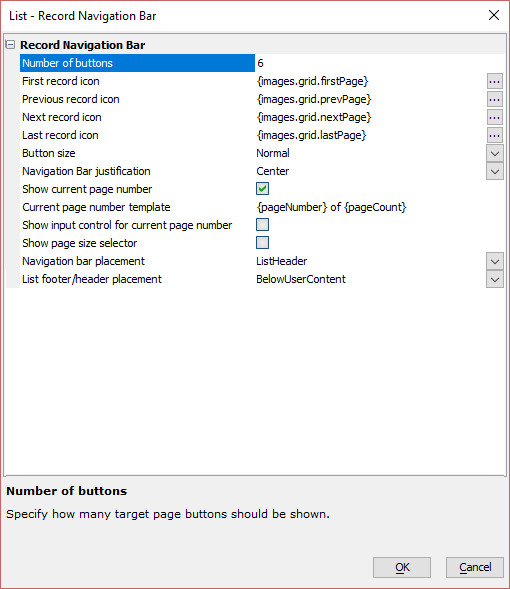 List - Record Navigation Bar
Record Navigation Bar
Number of buttons 6
First record icon {images.grid.firstPage} ...
Previous record icon {images.grid.prevPage} ...
Next record icon {images.grid.nextPage} ...
Last record icon {images.grid.lastPage} ...
Button size Normal
Navigation Bar justification Center
Show current page number
Current page number template {pageNumber} of {pageCount}
Show input control for current page number
Show page size selector
Navigation bar placement ListHeader
List footer/header placement BelowUserContent
Number of buttons
Specify how many target page buttons should be shown.
OK Cancel